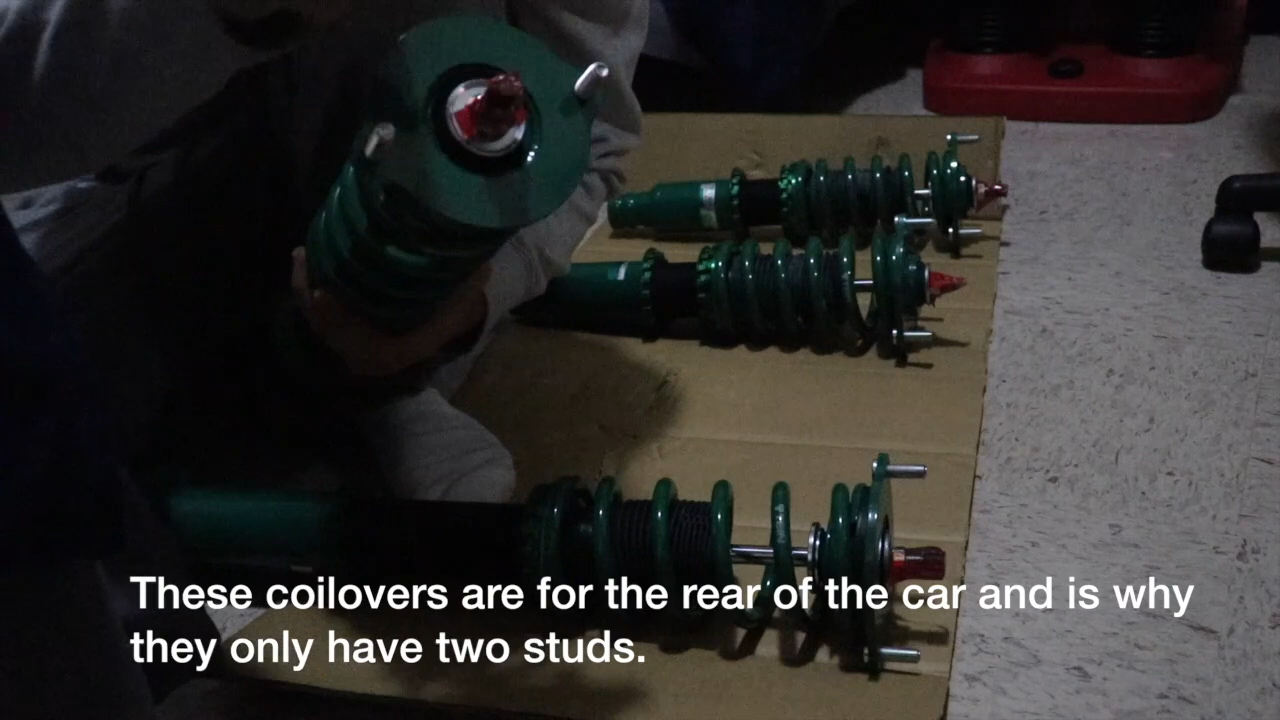 These coilovers are for the rear of the car and is why
they only have two studs.